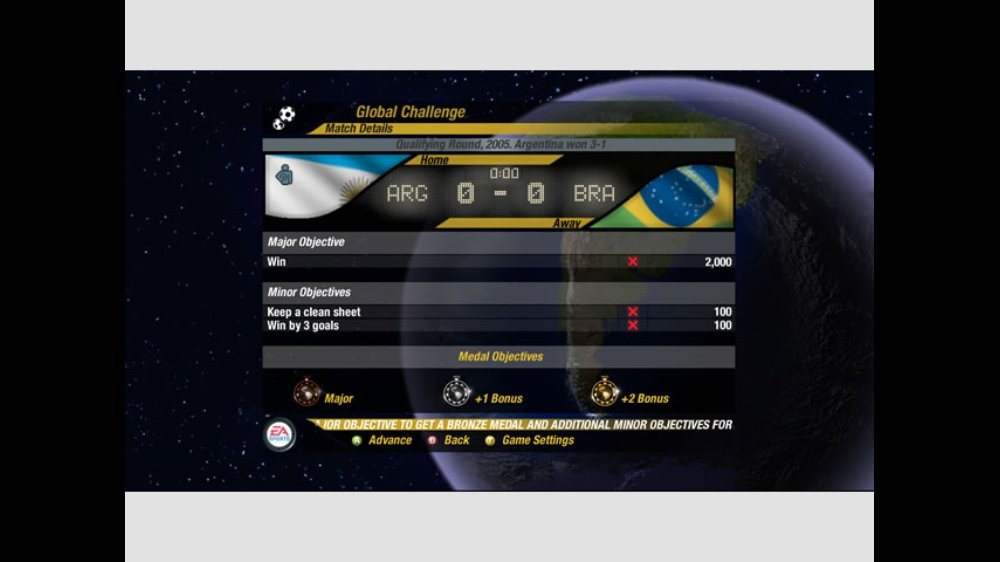 Global Challenge
Match Details
Qualifying Round, 2005. Argentina won 3-1
Home
0:00
ARG 0 - 0 BRA
Away
Major Objective
Win 2,000
Minor Objectives
Keep a clean sheet 100
Win by 3 goals 100
Medal Objectives
Major +1 Bonus +2 Bonus
EA SPORTS
JOR OBJECTIVE TO GET A BRONZE MEDAL AND ADDITIONAL MINOR OBJECTIVES FOR
A Advance B Back Y Game Settings